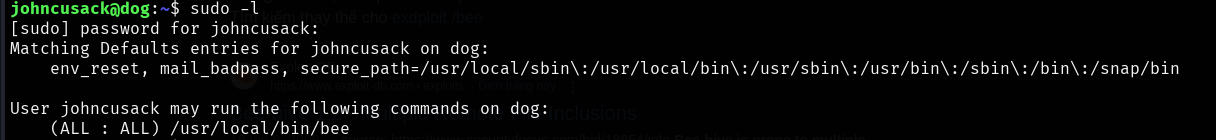 johncusack@dog:~$ sudo -l
[sudo] password for johncusack:
Matching Defaults entries for johncusack on dog:
    env_reset, mail_badpass, secure_path=/usr/local/sbin\:/usr/local/bin\:/usr/sbin\:/usr/bin\:/sbin\:/bin\:/snap/bin

User johncusack may run the following commands on dog:
    (ALL : ALL) /usr/local/bin/bee